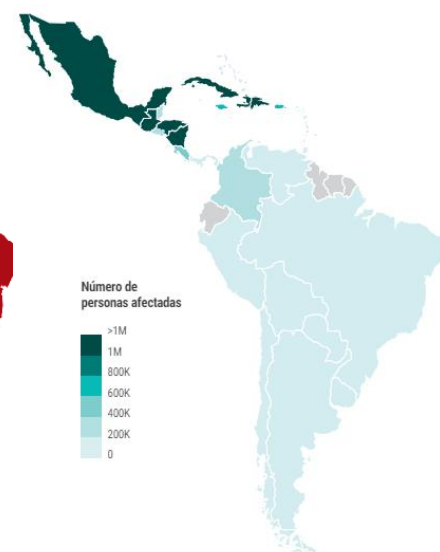 Número de
personas afectadas
>1M
1M
800K
600K
400K
200K
0